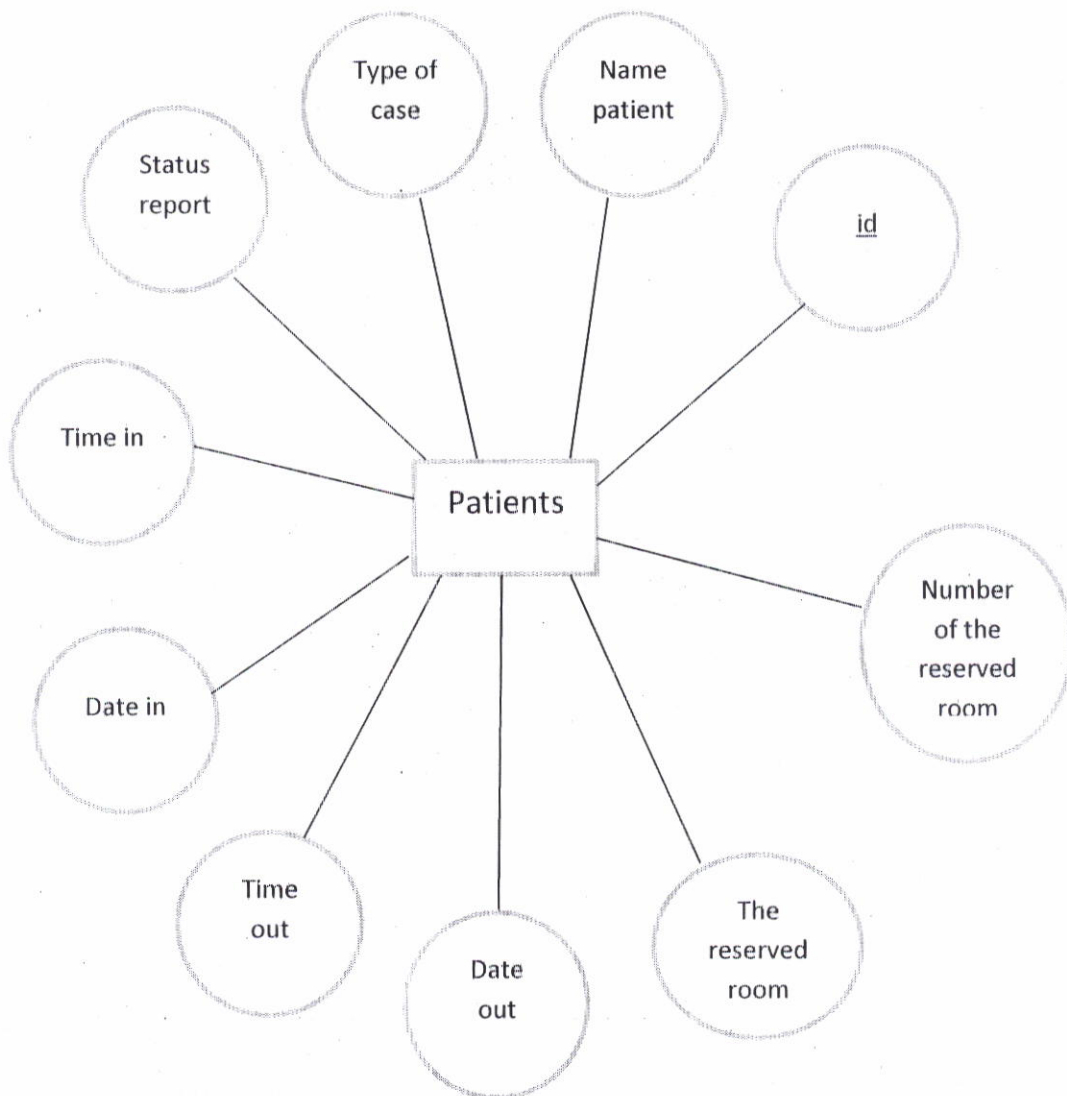 Type of
case
Name
patient
Status
report
id
Time in
Patients
Number
of the
reserved
room
Date in
Time
out
The
reserved
room
Date
out